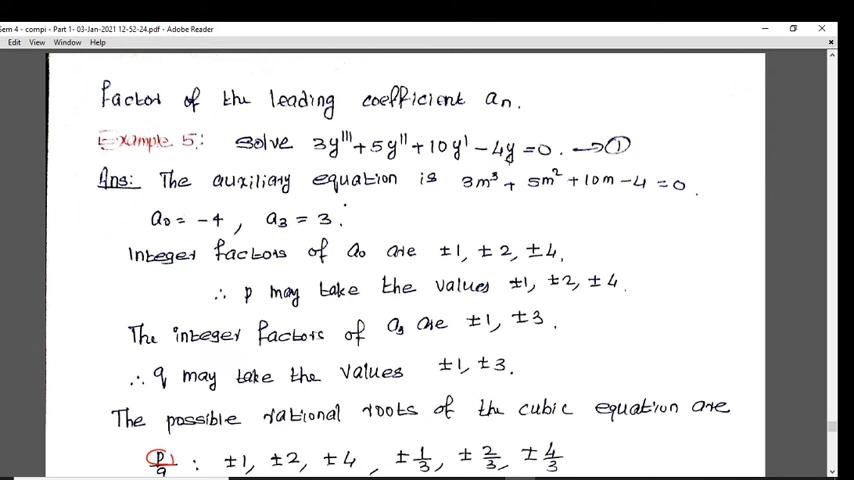 Sem 4 - compi - Part 1- 03-Jan-2021 12-52-24.pdf - Adobe Reader
Edit View Window Help
factor of the leading coefficient aₙ.
Example 5: Solve 3y''' + 5y'' + 10y' - 4y = 0. → ①
Ans: The auxiliary equation is 3m³ + 5m² + 10m - 4 = 0.
a₀ = -4, a₃ = 3.
Integer factors of a₀ are ±1, ±2, ±4.
∴ p may take the values ±1, ±2, ±4.
The integer factors of a₃ are ±1, ±3.
∴ q may take the values ±1, ±3.
The possible rational roots of the cubic equation are
p/q : ±1, ±2, ±4, ±1/3, ±2/3, ±4/3